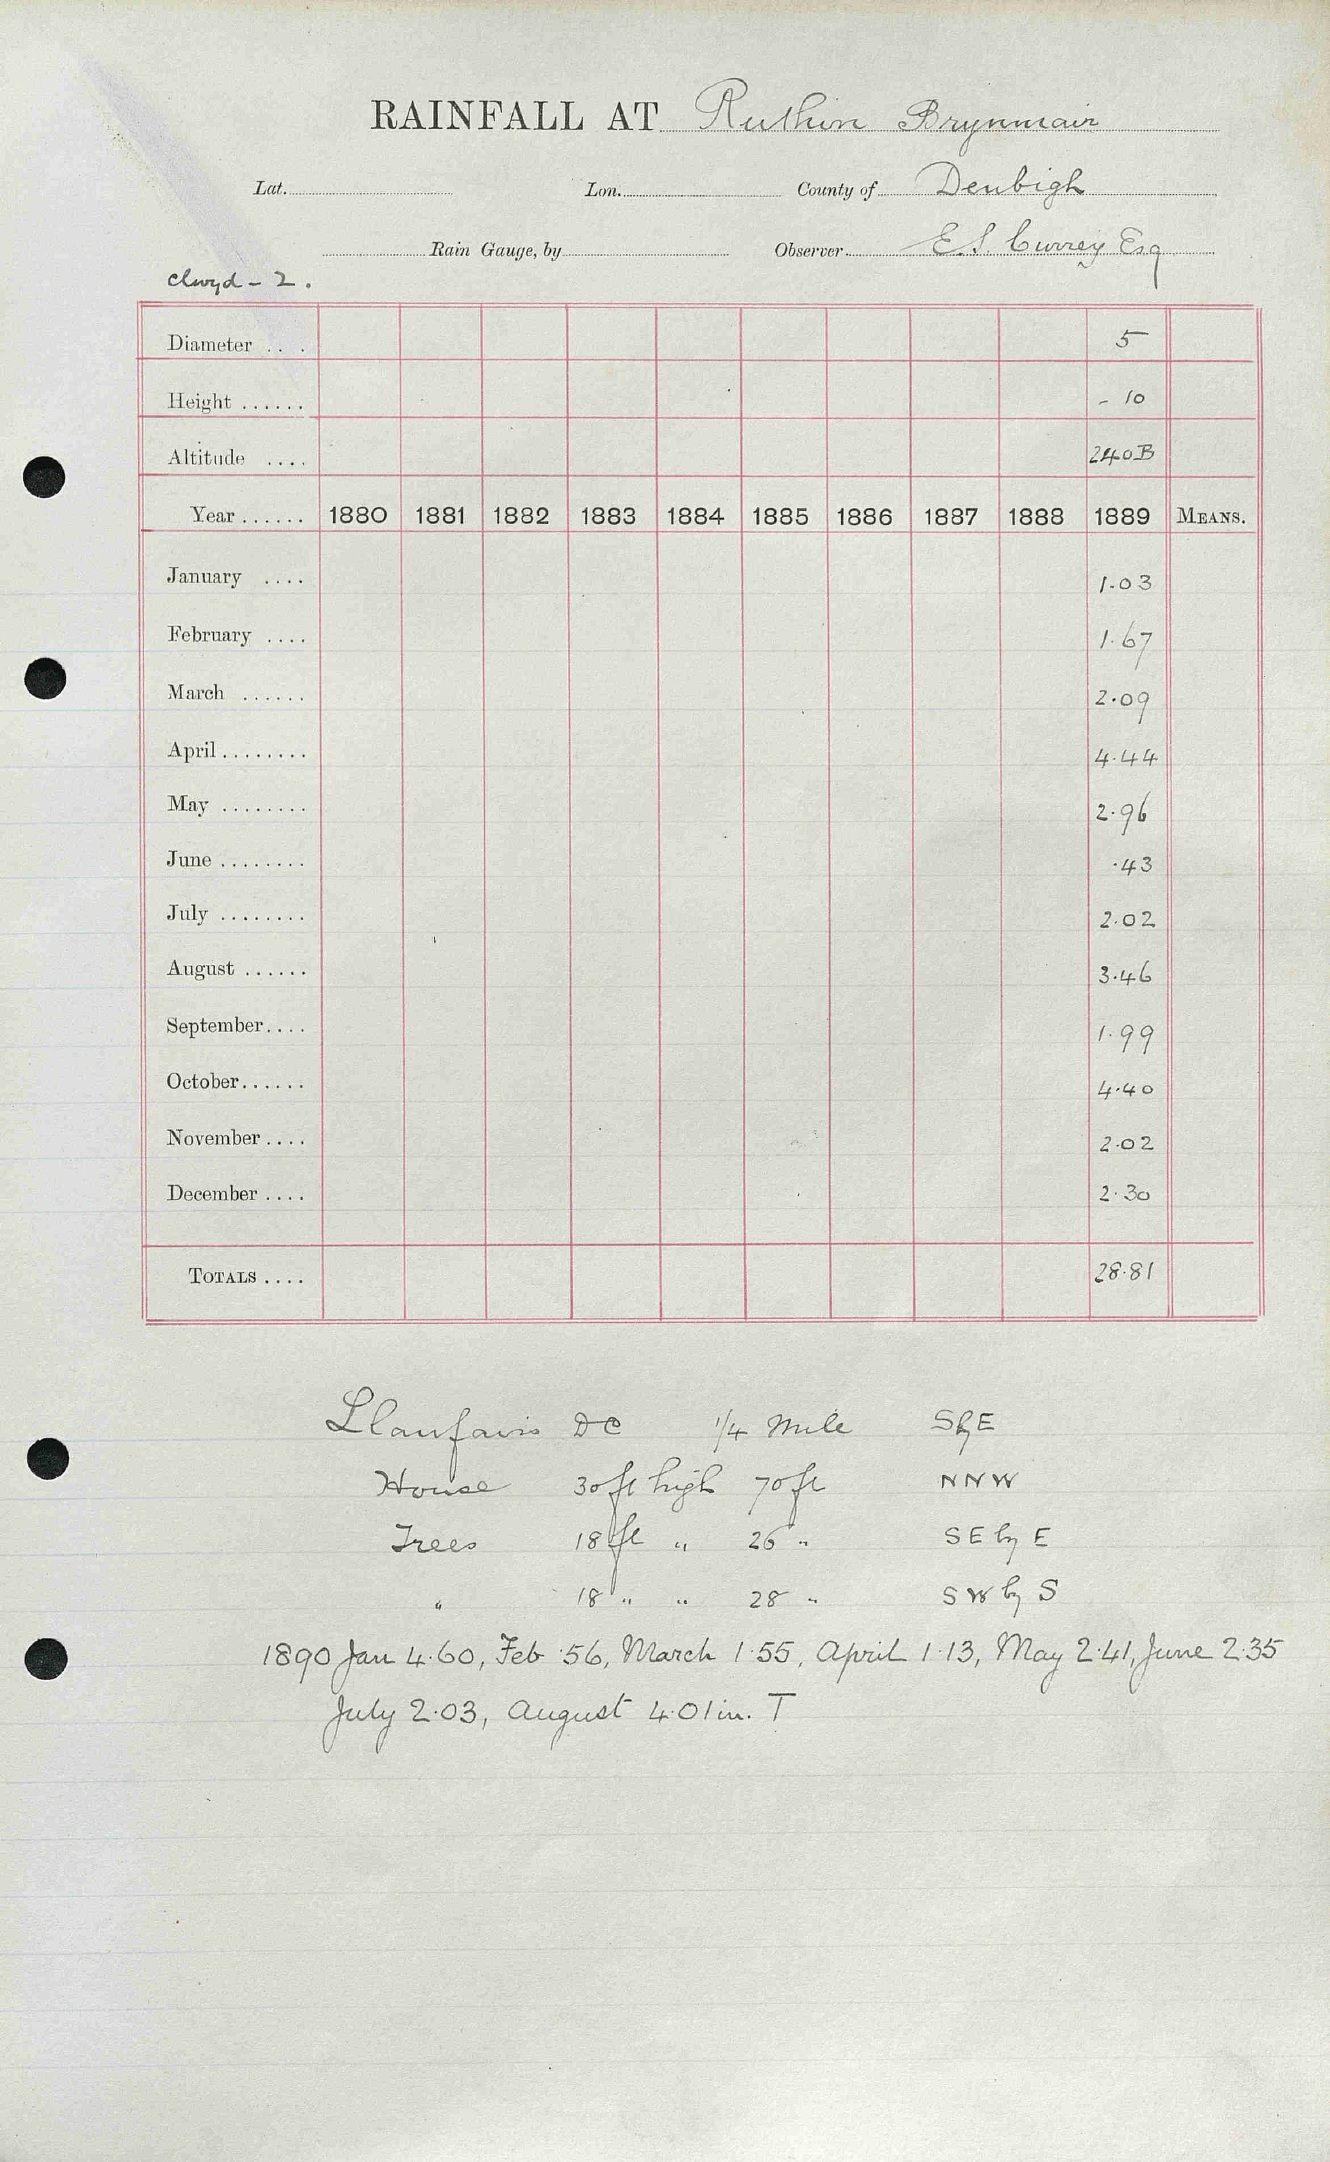 RAINFALL AT Ruthin Brynmair
Lat. Lon. County of Denbigh
Rain Gauge, by Observer E.S. Currey Esq
Clwyd - 2.
Diameter . . . 5
Height ...... - 10
Altitude .... 240B
Year ...... 1880 1881 1882 1883 1884 1885 1886 1887 1888 1889 MEANS.
January .... 1.03
February .... 1.67
March ...... 2.09
April ........ 4.44
May ........ 2.96
June ........ .43
July ........ 2.02
August ...... 3.46
September.... 1.99
October...... 4.40
November .... 2.02
December .... 2.30
TOTALS .... 28.81
Llanfair DC 1/4 Mile S by E
House 30 ft high 70 ft NNW
Trees 18 ft " 26 " SE by E
" 18 " " 28 " SW by S
1890 Jan 4.60, Feb .56, March 1.55, April 1.13, May 2.41, June 2.35
July 2.03, August 4.01 in. T